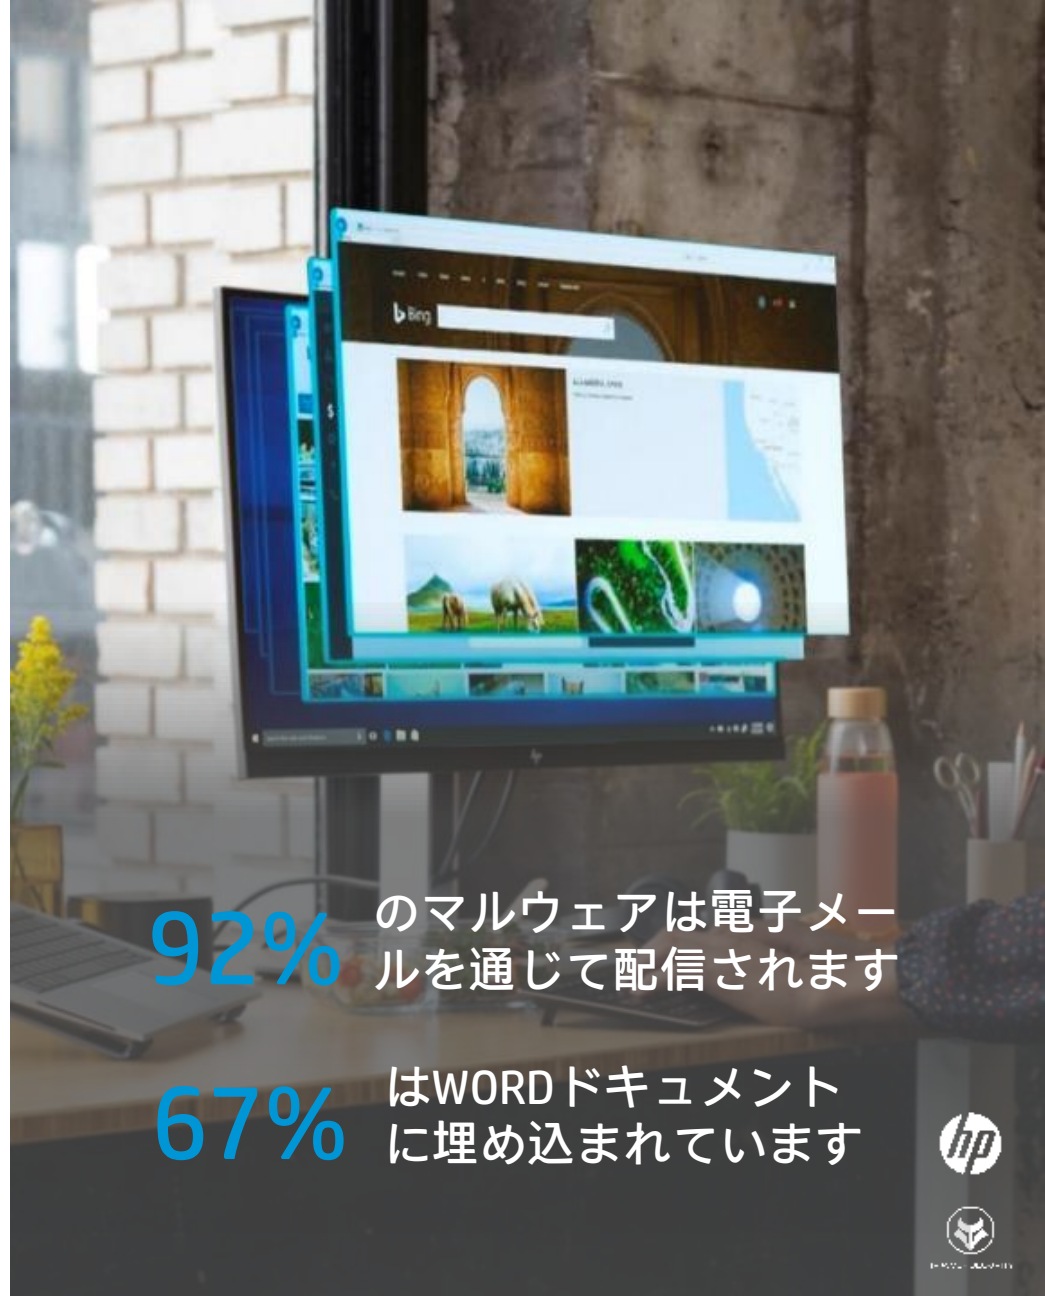 Bing
92%
のマルウェアは電子メー
ルを通じて配信されます
67%
はWORDドキュメント
に埋め込まれています
hp